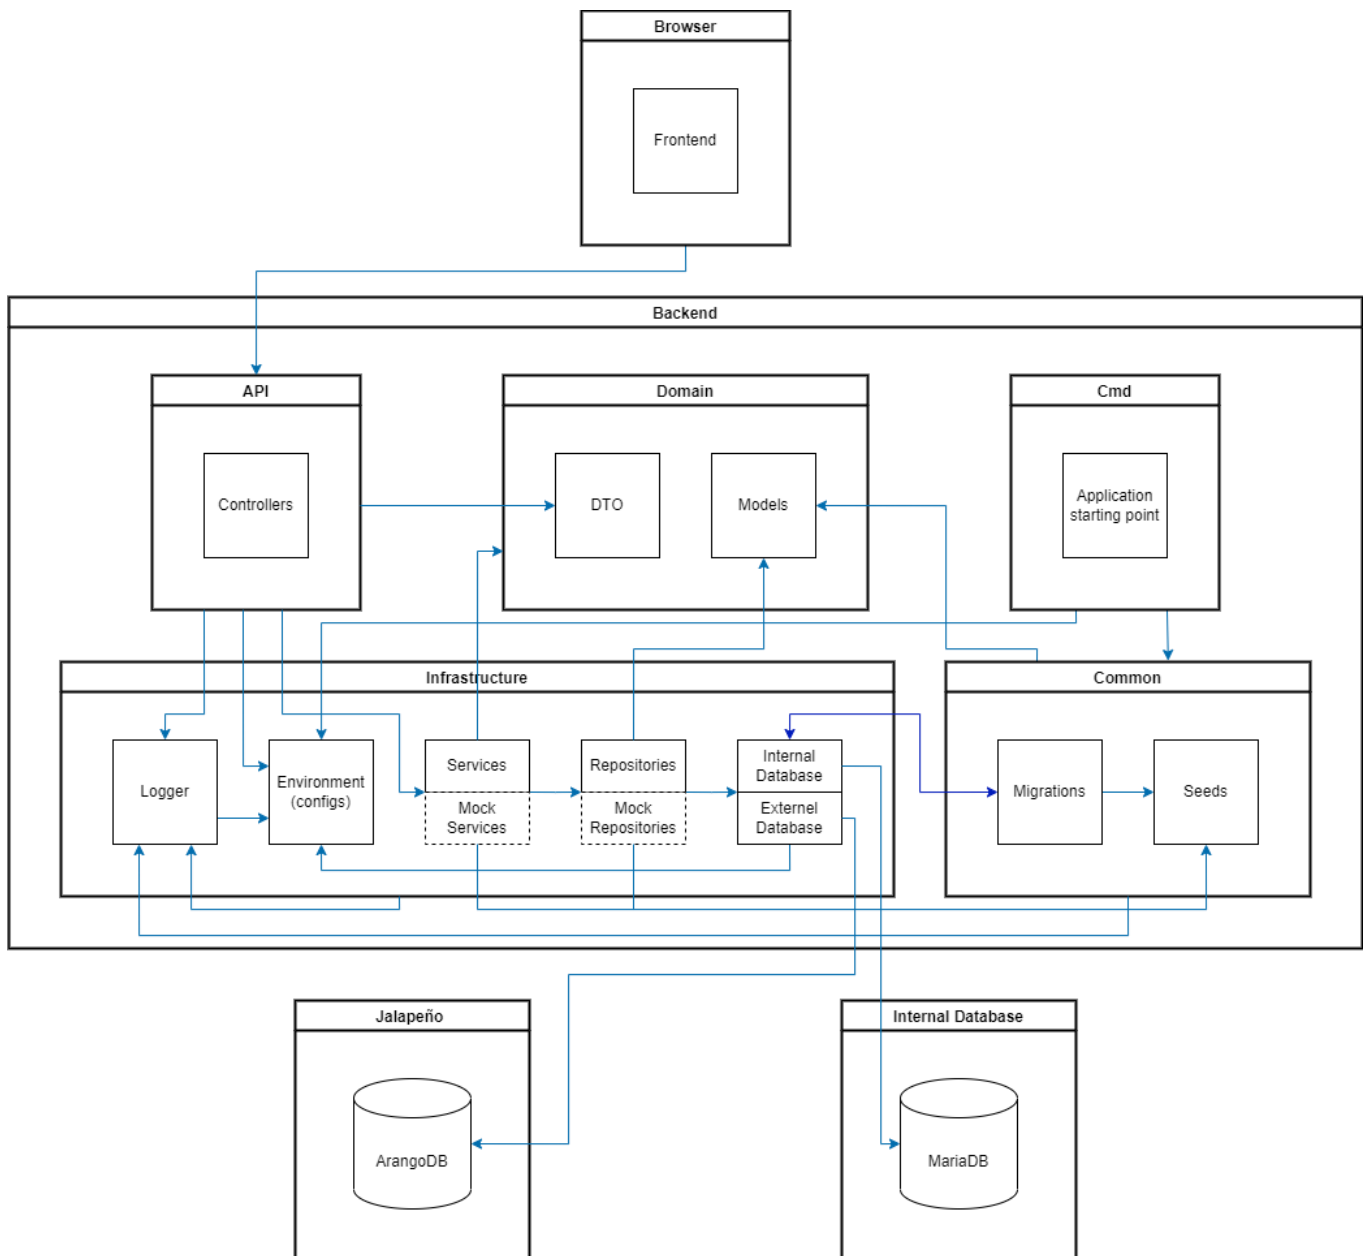 Browser
Frontend
Backend
API
Domain
Cmd
Controllers
DTO
Models
Application
starting point
Infrastructure
Common
Logger
Environment
(configs)
Services
Mock
Services
Repositories
Mock
Repositories
Internal
Database
Externel
Database
Migrations
Seeds
Jalapeño
Internal Database
ArangoDB
MariaDB